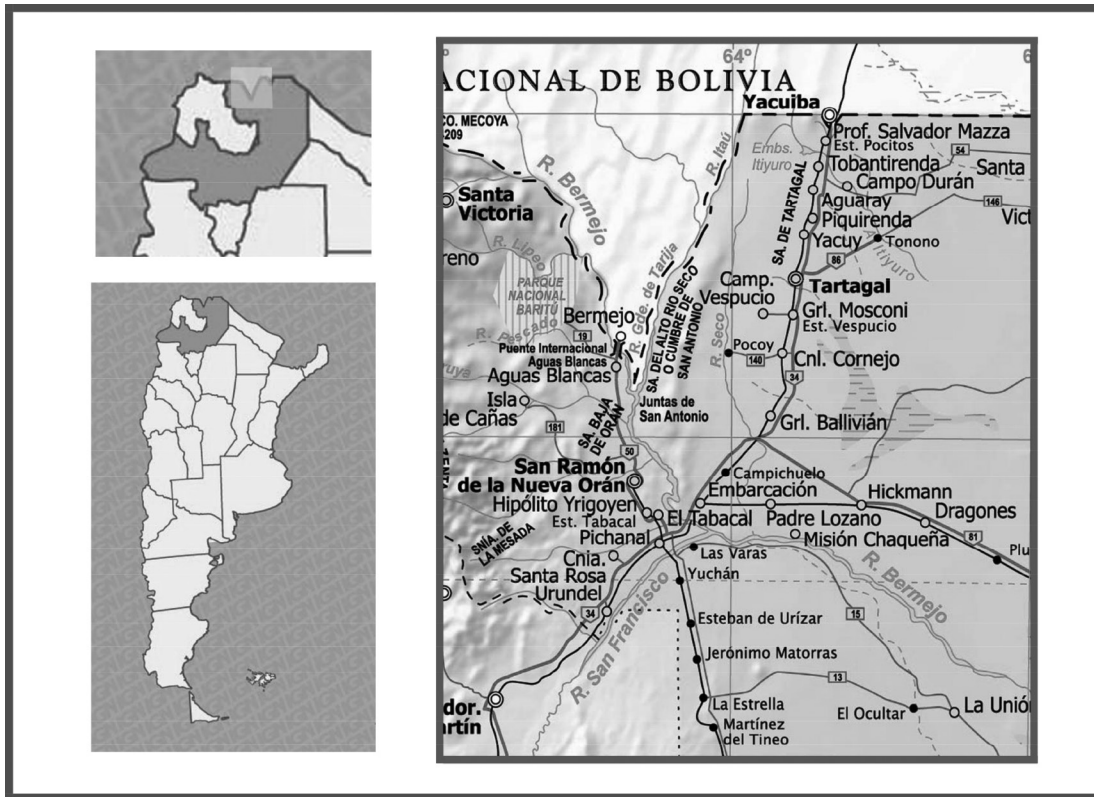 64º
6
ACIONAL DE BOLIVIA
Yacuiba
CO. MECOYA
209
Prof. Salvador Mazza
Est. Pocitos
Embs.
Itiyuro
R. Itaú
54
Tobantirenda
Santa
R. Bermejo
Campo Durán
Santa
Victoria
Aguaray
146
SA. DE TARTAGAL
Piquirenda
Vict
Yacuy
Tonono
R. Lipeo
Itiyuro
reno
86
R. Gde. de Tarija
Camp.
Vespucio
Tartagal
PARQUE
NACIONAL
BARITÚ
SA. DEL ALTO RIO SECO
O CUMBRE DE
SAN ANTONIO
Grl. Mosconi
Est. Vespucio
Bermejo
R. Pescado
19
R. Seco
Puente Internacional
Aguas Blancas
Pocoy
140
Cnl. Cornejo
Aguas Blancas
34
Isla
de Cañas
Juntas de
San Antonio
SA. BAJA
DE ORÁN
181
Grl. Ballivián
50
San Ramón
de la Nueva Orán
Campichuelo
Embarcación
Hickmann
Hipólito Yrigoyen
Est. Tabacal
El Tabacal
Padre Lozano
Dragones
Pichanal
Misión Chaqueña
81
SNÍA. DE
LA MESADA
Cnia.
Santa Rosa
Las Varas
Plu
Yuchán
R. Bermejo
Urundel
34
Esteban de Urízar
15
R. San Francisco
Jerónimo Matorras
13
La Estrella
El Ocultar
La Unió
dor.
artín
Martínez
del Tineo